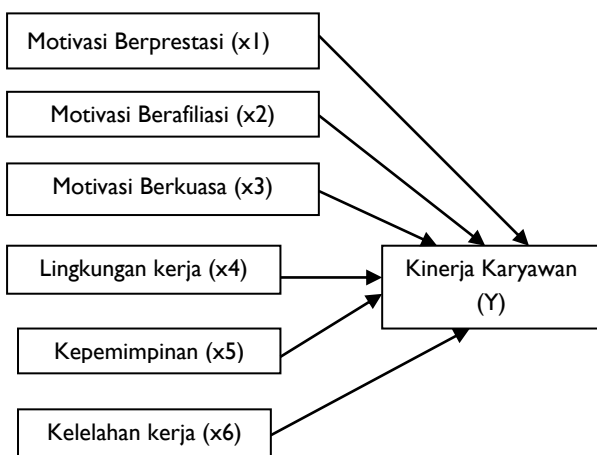 Motivasi Berprestasi (x1)
Motivasi Berafiliasi (x2)
Motivasi Berkuasa (x3)
Lingkungan kerja (x4)
Kinerja Karyawan
(Y)
Kepemimpinan (x5)
Kelelahan kerja (x6)